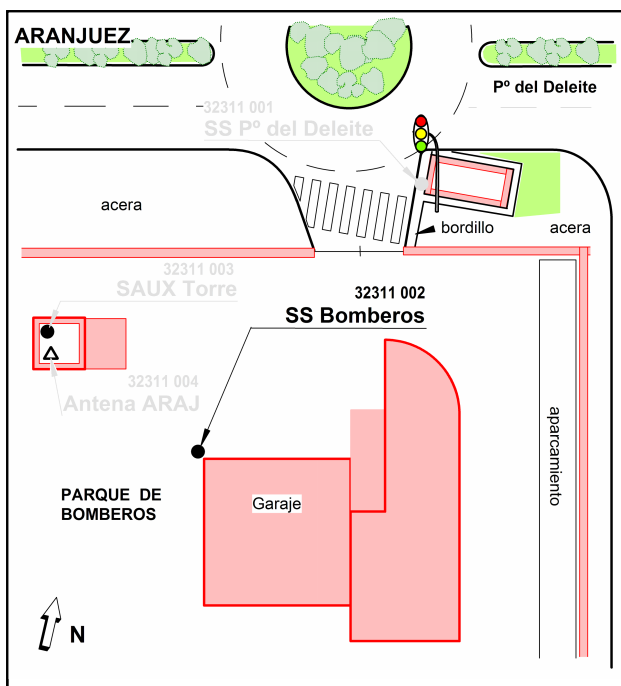 ARANJUEZ
Pº del Deleite
32311 001
SS Pº del Deleite
acera
bordillo
acera
32311 003
SAUX Torre
32311 002
SS Bomberos
32311 004
Antena ARAJ
aparcamiento
PARQUE DE
BOMBEROS
Garaje
N